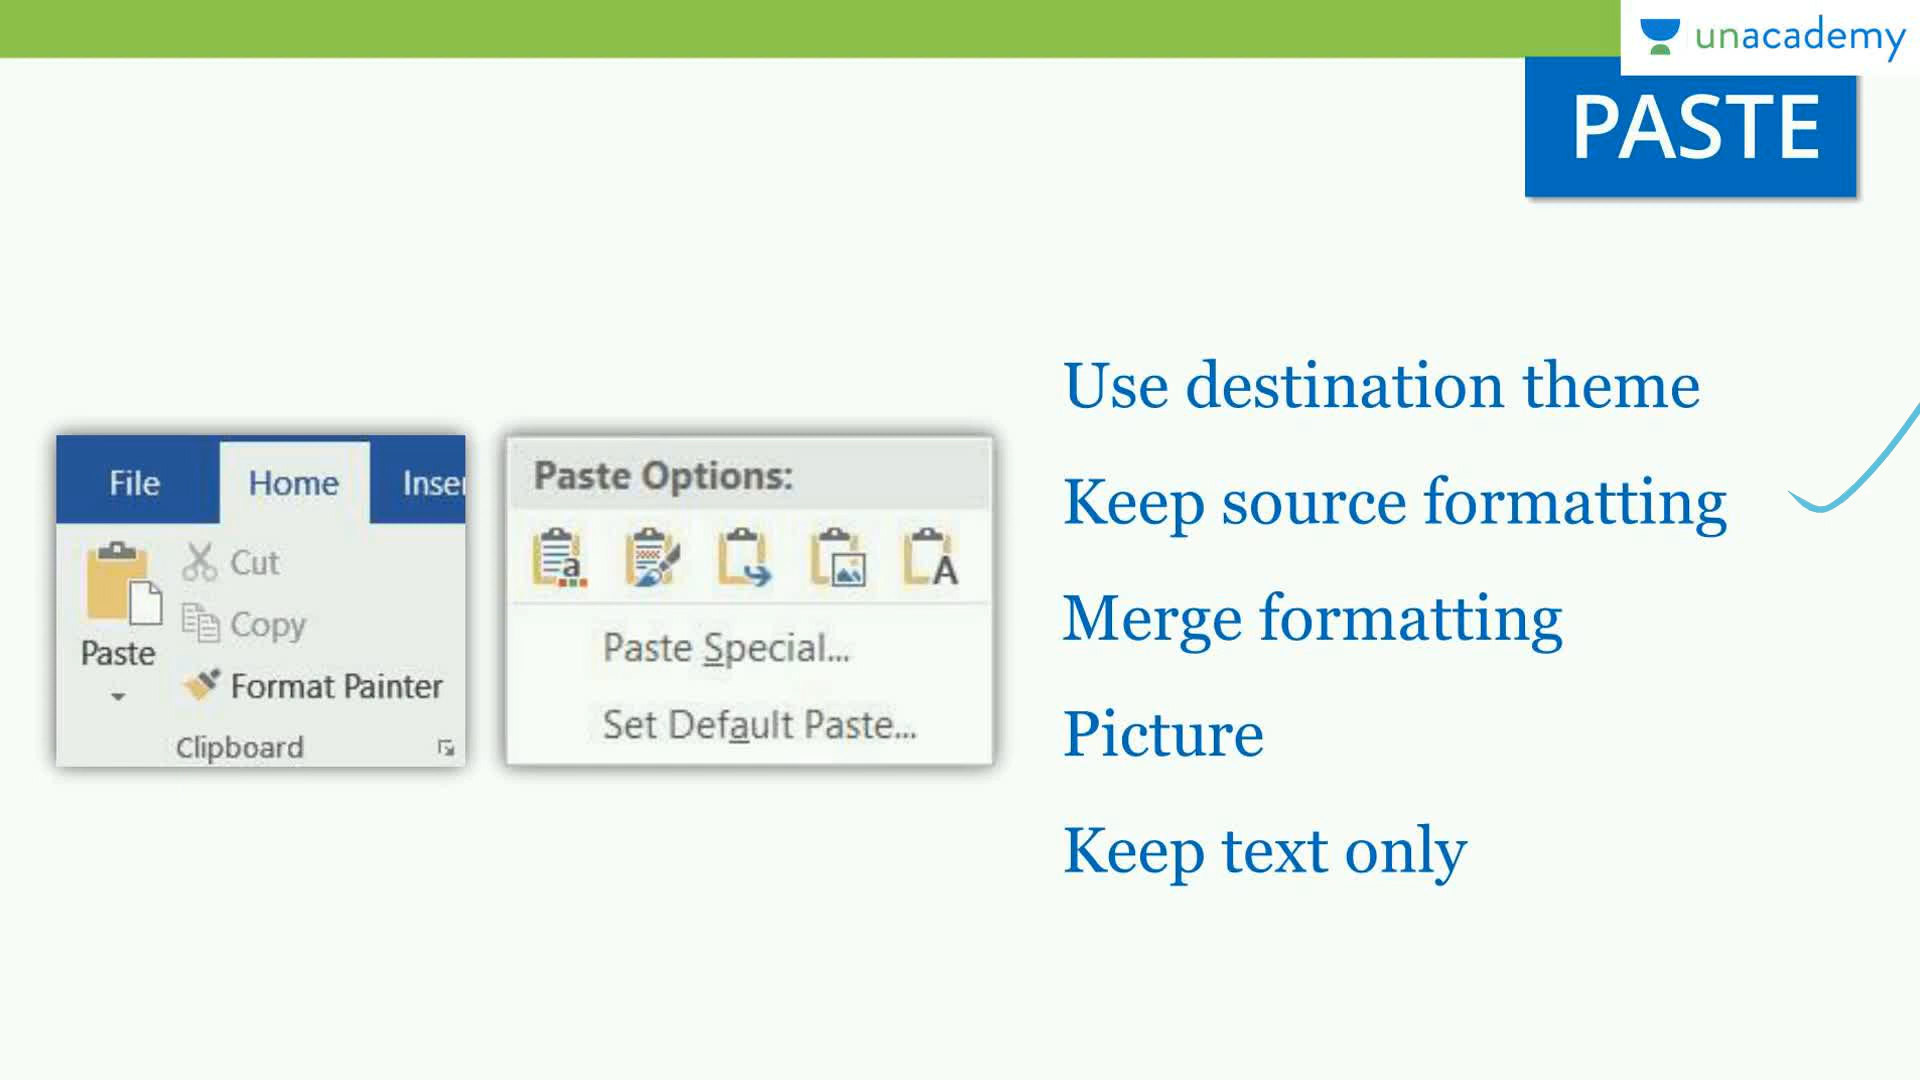 unacademy
PASTE
File Home Inser
Cut
Copy
Paste
Format Painter
Clipboard
Paste Options:
a
A
Paste Special...
Set Default Paste...
Use destination theme
Keep source formatting
Merge formatting
Picture
Keep text only